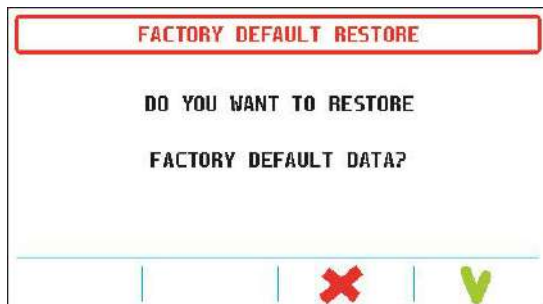 FACTORY DEFAULT RESTORE
DO YOU WANT TO RESTORE
FACTORY DEFAULT DATA?